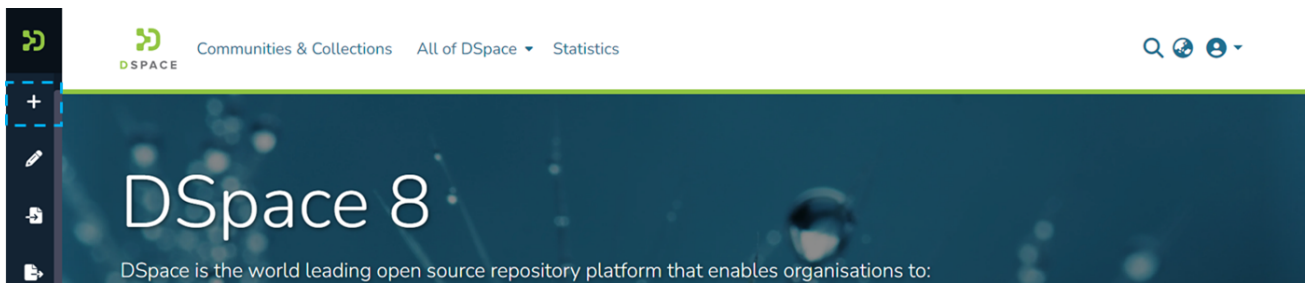 DSPACE
Communities & Collections All of DSpace Statistics
DSpace 8
DSpace is the world leading open source repository platform that enables organisations to: